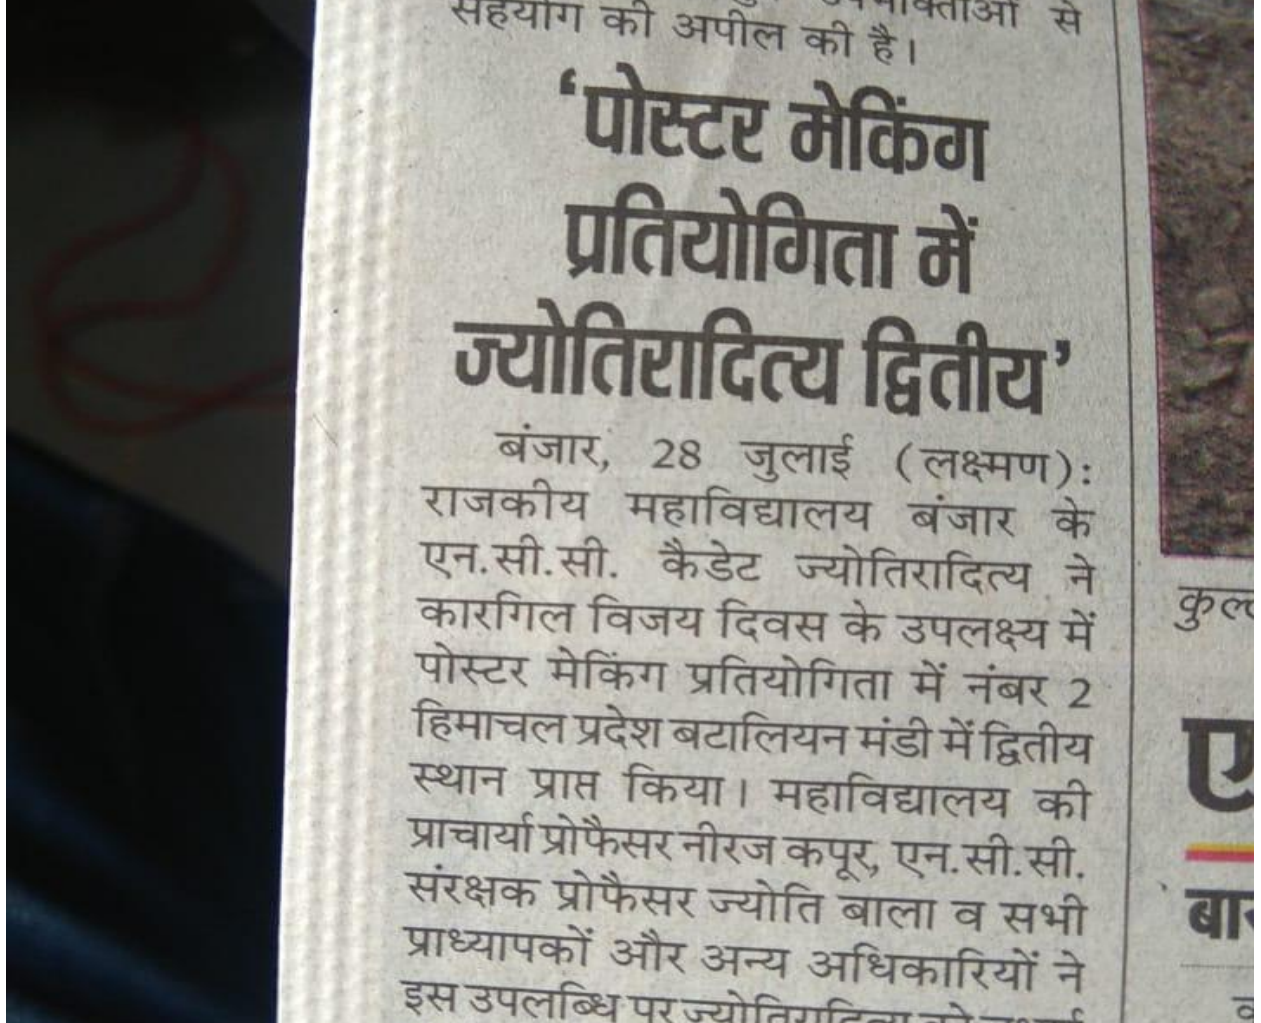 सहयोग की अपील की है।
‘पोस्टर मेकिंग
प्रतियोगिता में
ज्योतिरादित्य द्वितीय’
बंजार, 28 जुलाई (लक्ष्मण):
राजकीय महाविद्यालय बंजार के
एन.सी.सी. कैडेट ज्योतिरादित्य ने
कारगिल विजय दिवस के उपलक्ष्य में
पोस्टर मेकिंग प्रतियोगिता में नंबर 2
हिमाचल प्रदेश बटालियन मंडी में द्वितीय
स्थान प्राप्त किया। महाविद्यालय की
प्राचार्या प्रोफैसर नीरज कपूर, एन.सी.सी.
संरक्षक प्रोफैसर ज्योति बाला व सभी
प्राध्यापकों और अन्य अधिकारियों ने
इस उपलब्धि पर ज्योतिरादित्य को